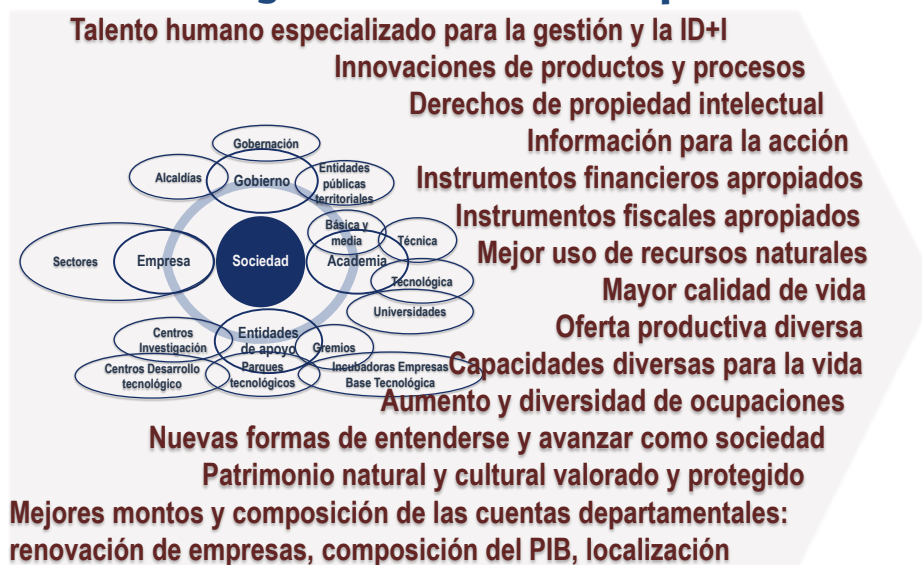 Talento humano especializado para la gestión y la ID+I
Innovaciones de productos y procesos
Derechos de propiedad intelectual
Información para la acción
Instrumentos financieros apropiados
Instrumentos fiscales apropiados
Mejor uso de recursos naturales
Mayor calidad de vida
Oferta productiva diversa
Capacidades diversas para la vida
Aumento y diversidad de ocupaciones
Nuevas formas de entenderse y avanzar como sociedad
Patrimonio natural y cultural valorado y protegido
Mejores montos y composición de las cuentas departamentales:
renovación de empresas, composición del PIB, localización
Gobernación
Alcaldías
Gobierno
Entidades
públicas
territoriales
Básica y
media
Técnica
Sectores
Empresa
Sociedad
Academia
Tecnológica
Universidades
Centros
Investigación
Entidades
de apoyo
Gremios
Centros Desarrollo
tecnológico
Parques
tecnológicos
Incubadoras Empresas
Base Tecnológica